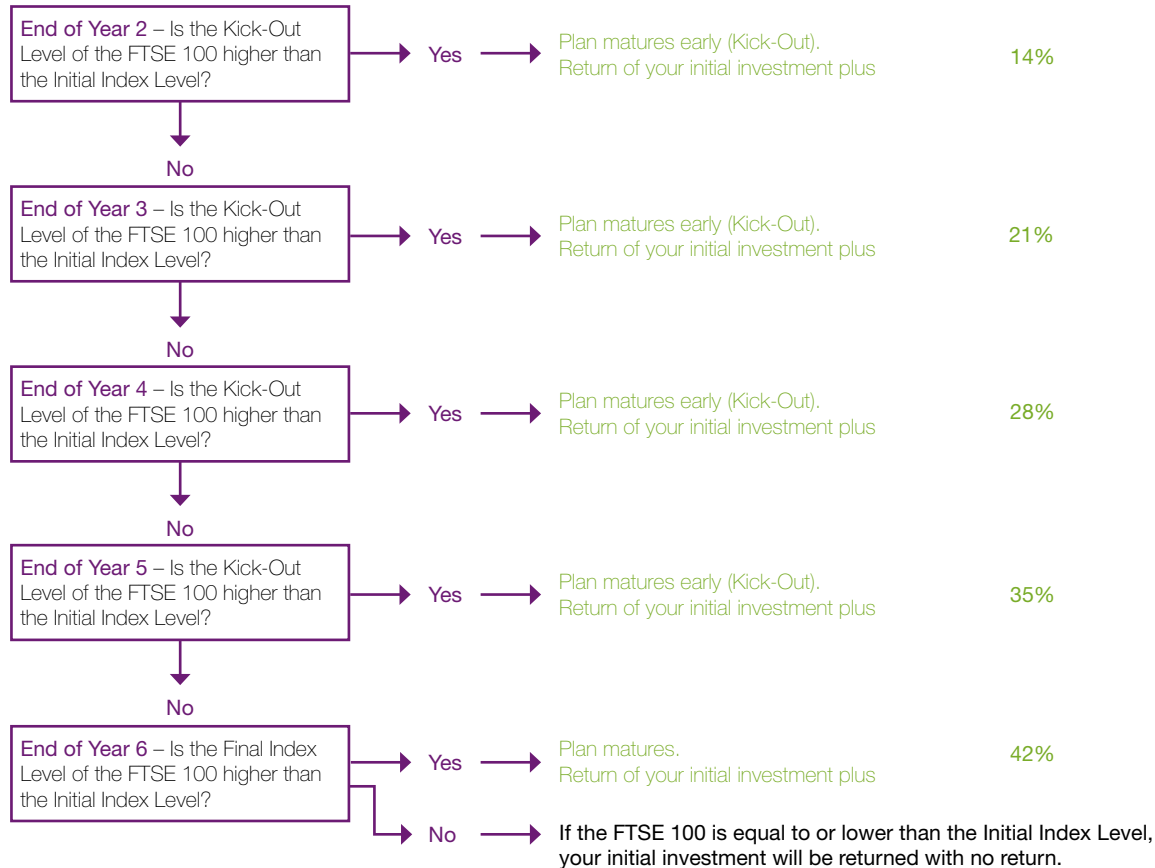 End of Year 2 – Is the Kick-Out
Level of the FTSE 100 higher than
the Initial Index Level?
Yes
Plan matures early (Kick-Out).
Return of your initial investment plus
14%
No
End of Year 3 – Is the Kick-Out
Level of the FTSE 100 higher than
the Initial Index Level?
Yes
Plan matures early (Kick-Out).
Return of your initial investment plus
21%
No
End of Year 4 – Is the Kick-Out
Level of the FTSE 100 higher than
the Initial Index Level?
Yes
Plan matures early (Kick-Out).
Return of your initial investment plus
28%
No
End of Year 5 – Is the Kick-Out
Level of the FTSE 100 higher than
the Initial Index Level?
Yes
Plan matures early (Kick-Out).
Return of your initial investment plus
35%
No
End of Year 6 – Is the Final Index
Level of the FTSE 100 higher than
the Initial Index Level?
Yes
Plan matures.
Return of your initial investment plus
42%
No
If the FTSE 100 is equal to or lower than the Initial Index Level,
your initial investment will be returned with no return.